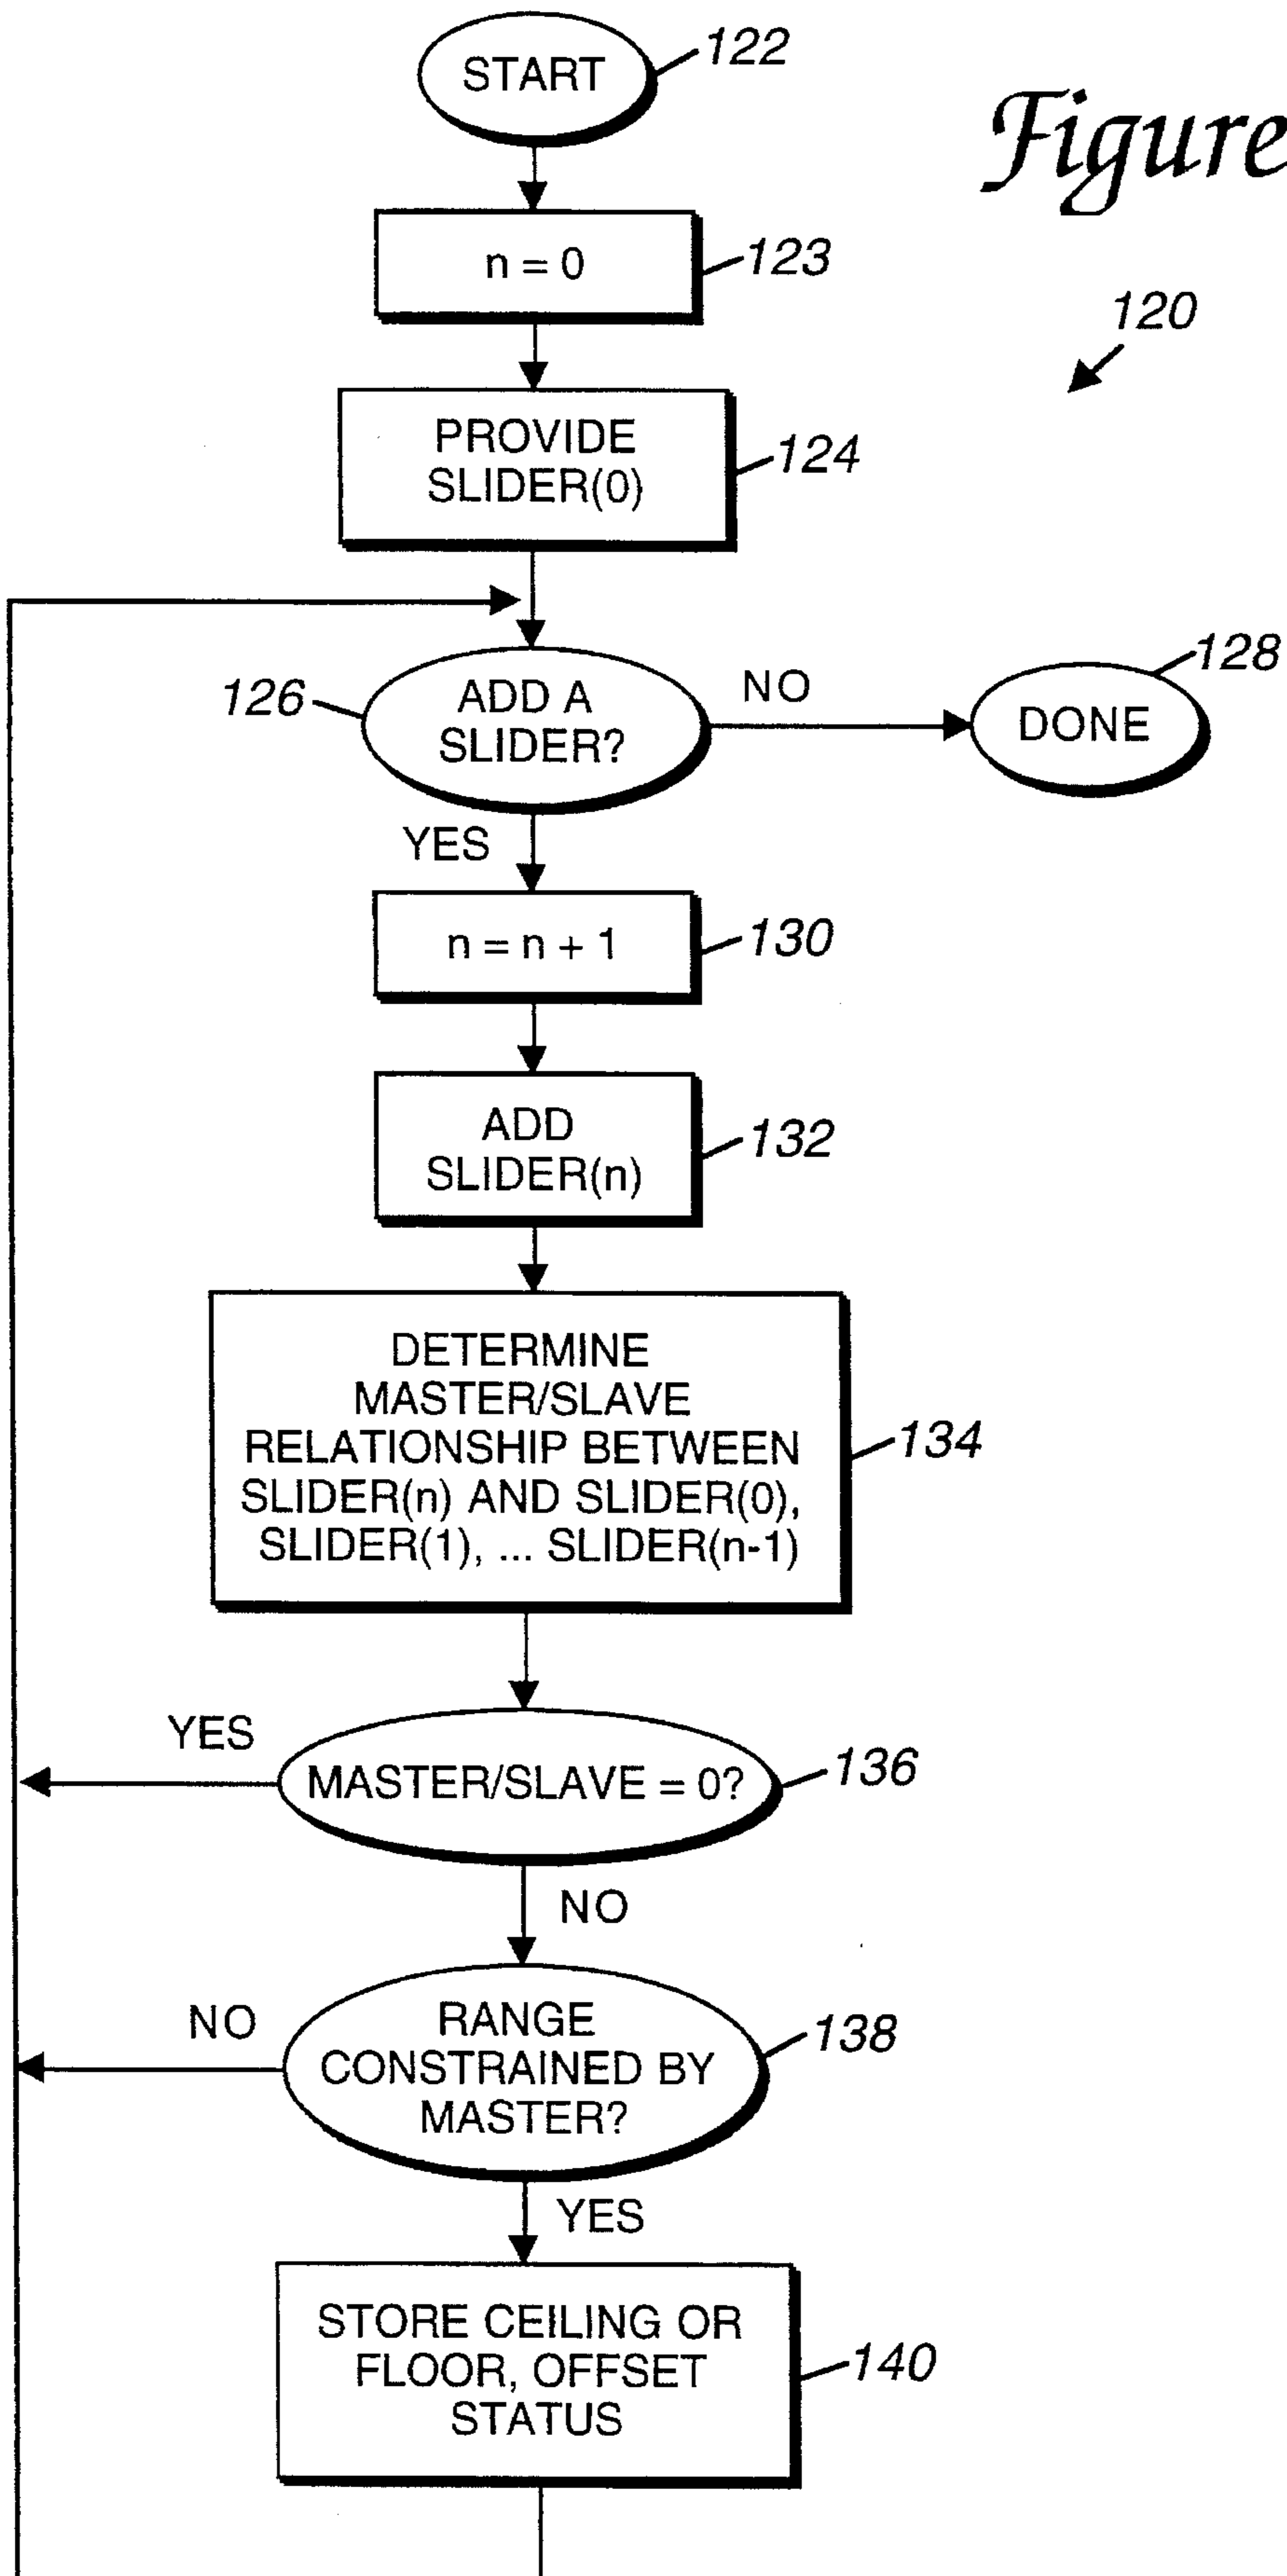 START
122
Figure
n = 0
123
120
PROVIDE
SLIDER(0)
124
126
ADD A
SLIDER?
NO
DONE
128
YES
n = n + 1
130
ADD
SLIDER(n)
132
DETERMINE
MASTER/SLAVE
RELATIONSHIP BETWEEN
SLIDER(n) AND SLIDER(0),
SLIDER(1), ... SLIDER(n-1)
134
YES
MASTER/SLAVE = 0?
136
NO
NO
RANGE
CONSTRAINED BY
MASTER?
138
YES
STORE CEILING OR
FLOOR, OFFSET
STATUS
140